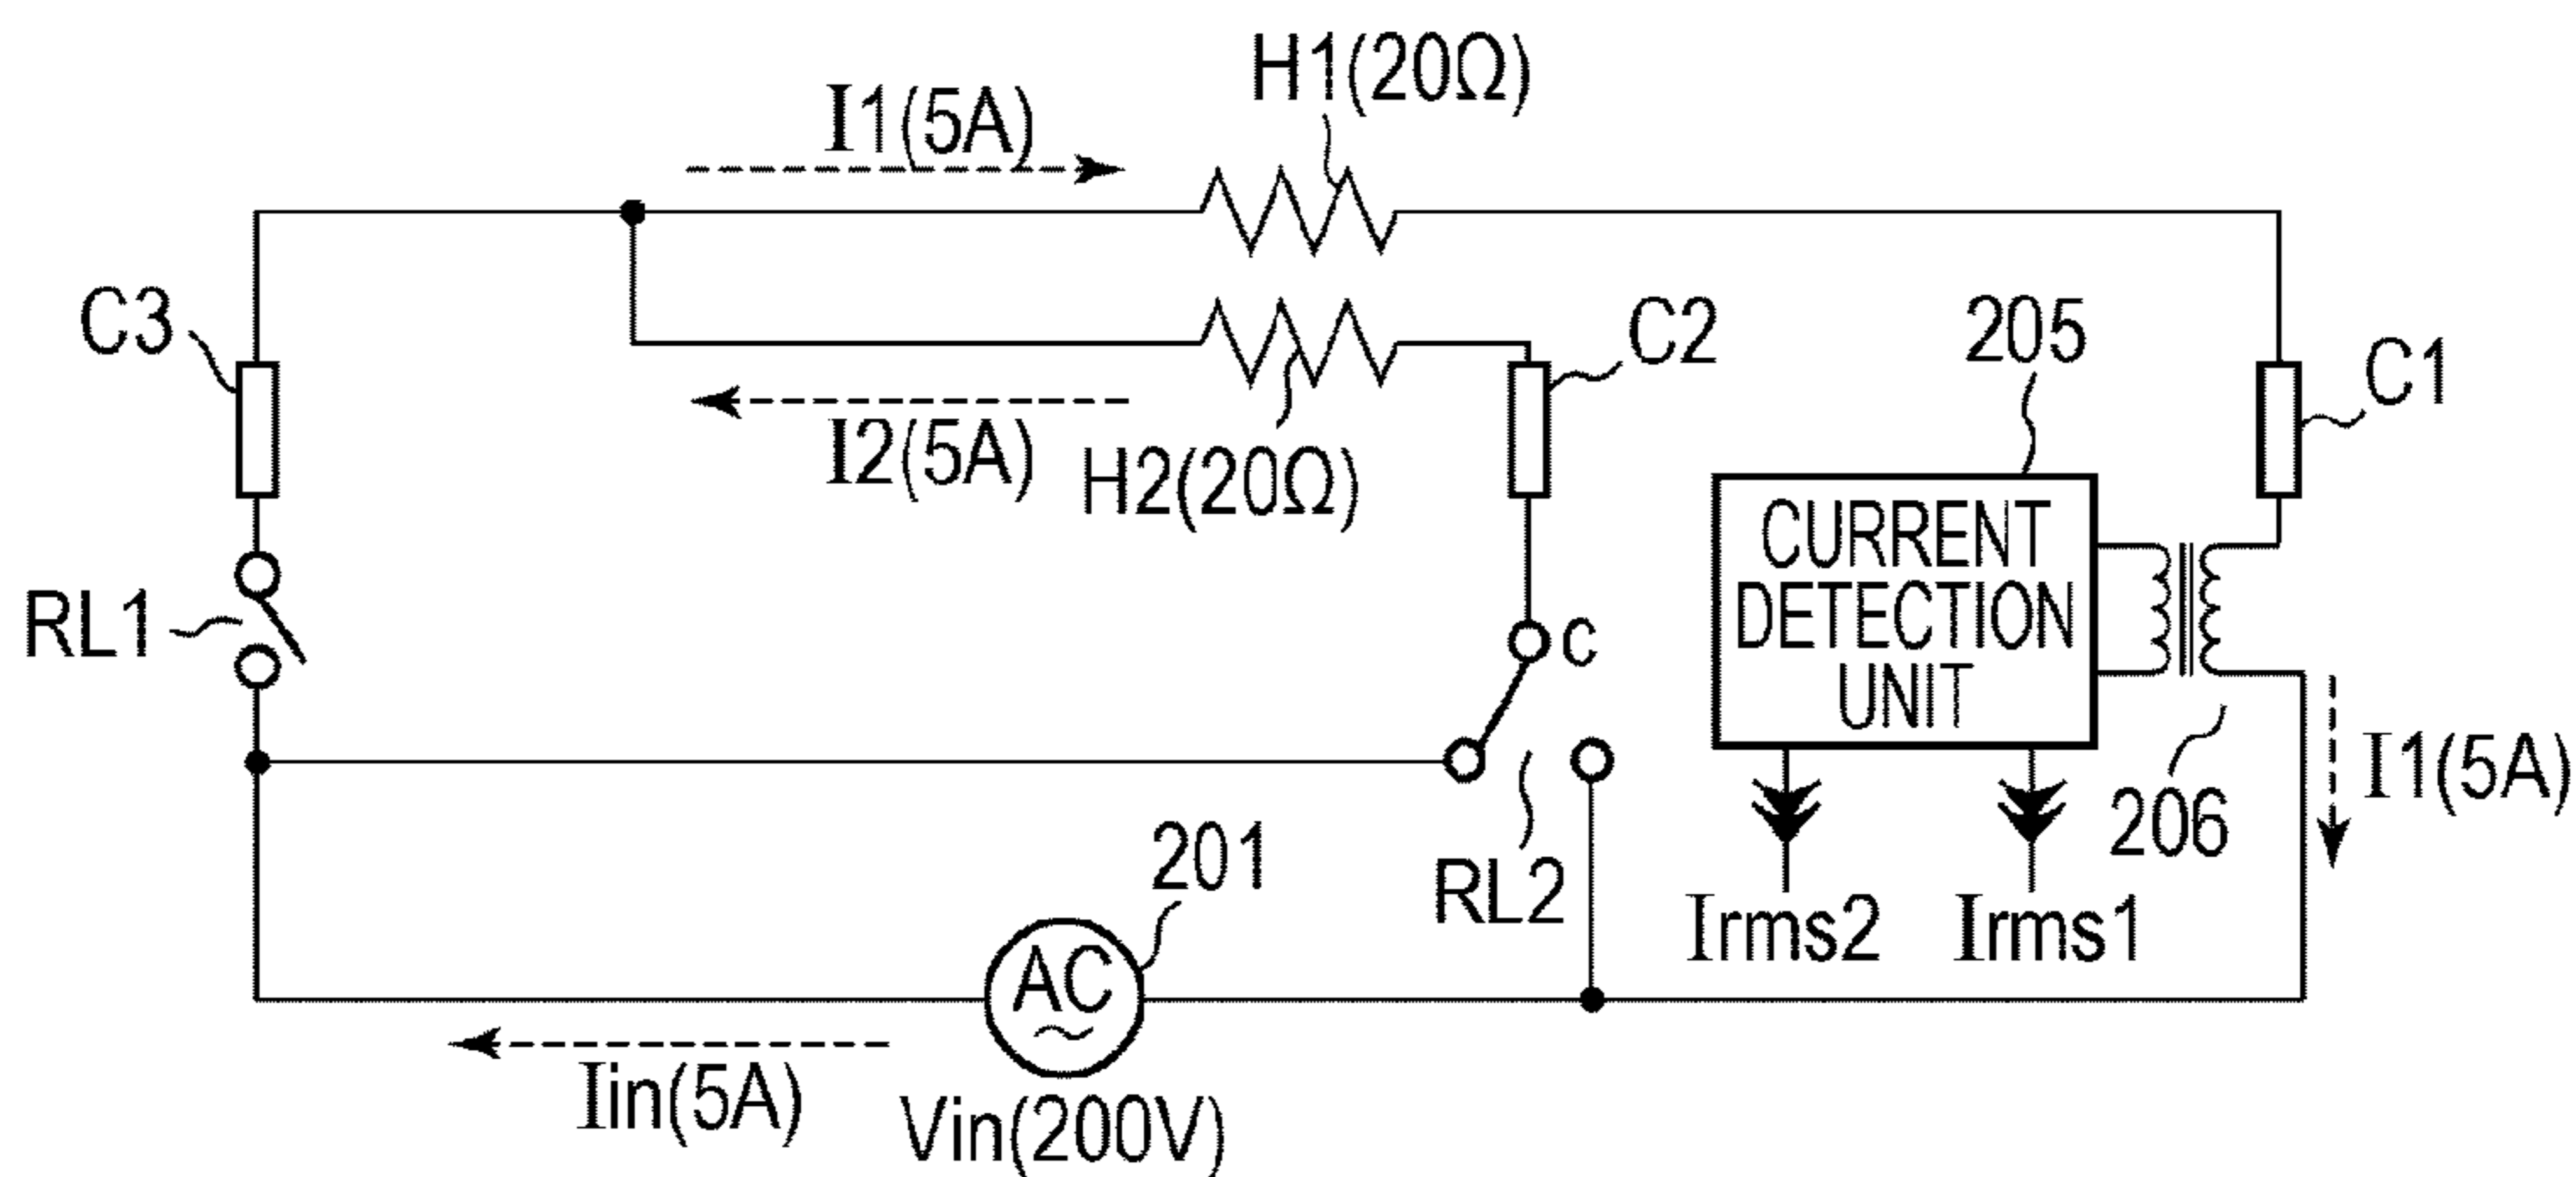 H1(20Ω)
I1(5A)
C3
C2
205
C1
I2(5A)
H2(20Ω)
CURRENT
DETECTION
UNIT
RL1
c
I1(5A)
206
201
RL2
Irms2
Irms1
AC
~
Iin(5A)
Vin(200V)